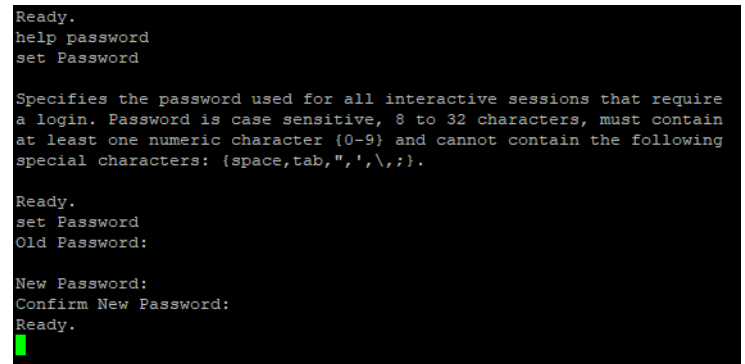 Ready.
help password
set Password
Specifies the password used for all interactive sessions that require
a login. Password is case sensitive, 8 to 32 characters, must contain
at least one numeric character {0-9} and cannot contain the following
special characters: {space,tab,",',\,;}.
Ready.
set Password
Old Password:
New Password:
Confirm New Password:
Ready.